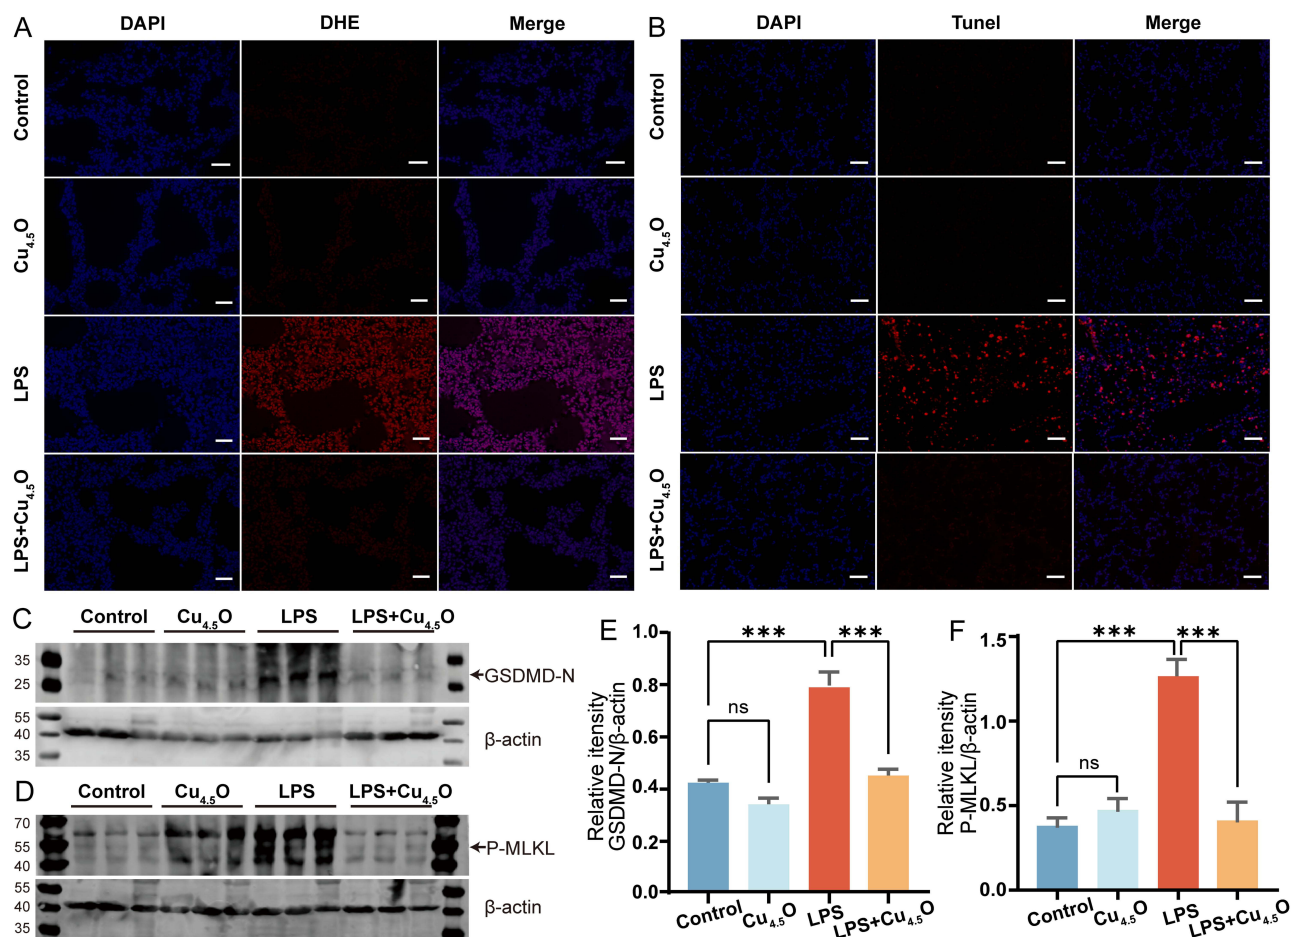 A
DAPI
DHE
Merge
Control
Cu4.5O
LPS
LPS+Cu4.5O
B
DAPI
Tunel
Merge
Control
Cu4.5O
LPS
LPS+Cu4.5O
C
Control
Cu4.5O
LPS
LPS+Cu4.5O
35
25
GSDMD-N
55
40
35
β-actin
D
Control
Cu4.5O
LPS
LPS+Cu4.5O
70
55
40
P-MLKL
55
40
35
β-actin
E
Relative itensity
GSDMD-N/β-actin
1.0
0.8
0.6
0.4
0.2
0.0
ns
***
***
Control
Cu4.5O
LPS
LPS+Cu4.5O
F
Relative itensity
P-MLKL/β-actin
1.5
1.0
0.5
0.0
ns
***
***
Control
Cu4.5O
LPS
LPS+Cu4.5O